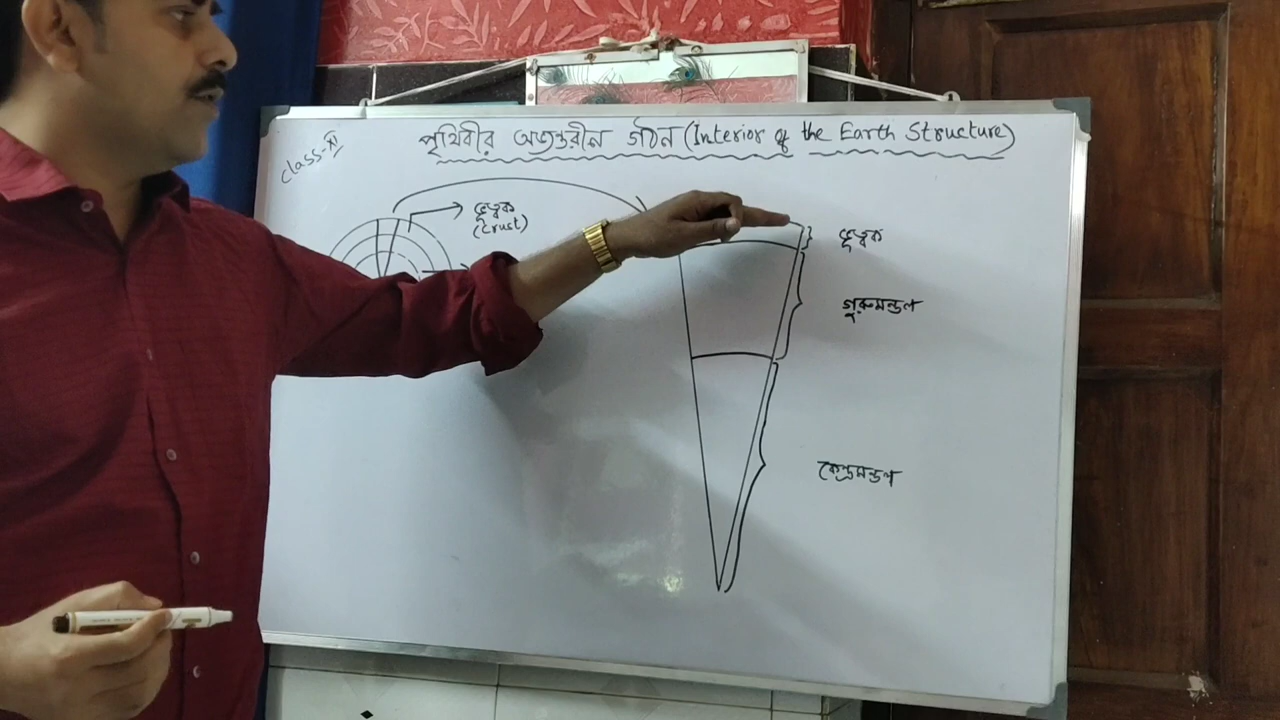 Class-XI
পৃথিবীর অভ্যন্তরীন গঠন (Interior of the Earth Structure)
ভূত্বক
(Crust)
ভূত্বক
গুরুমন্ডল
কেন্দ্রমন্ডল